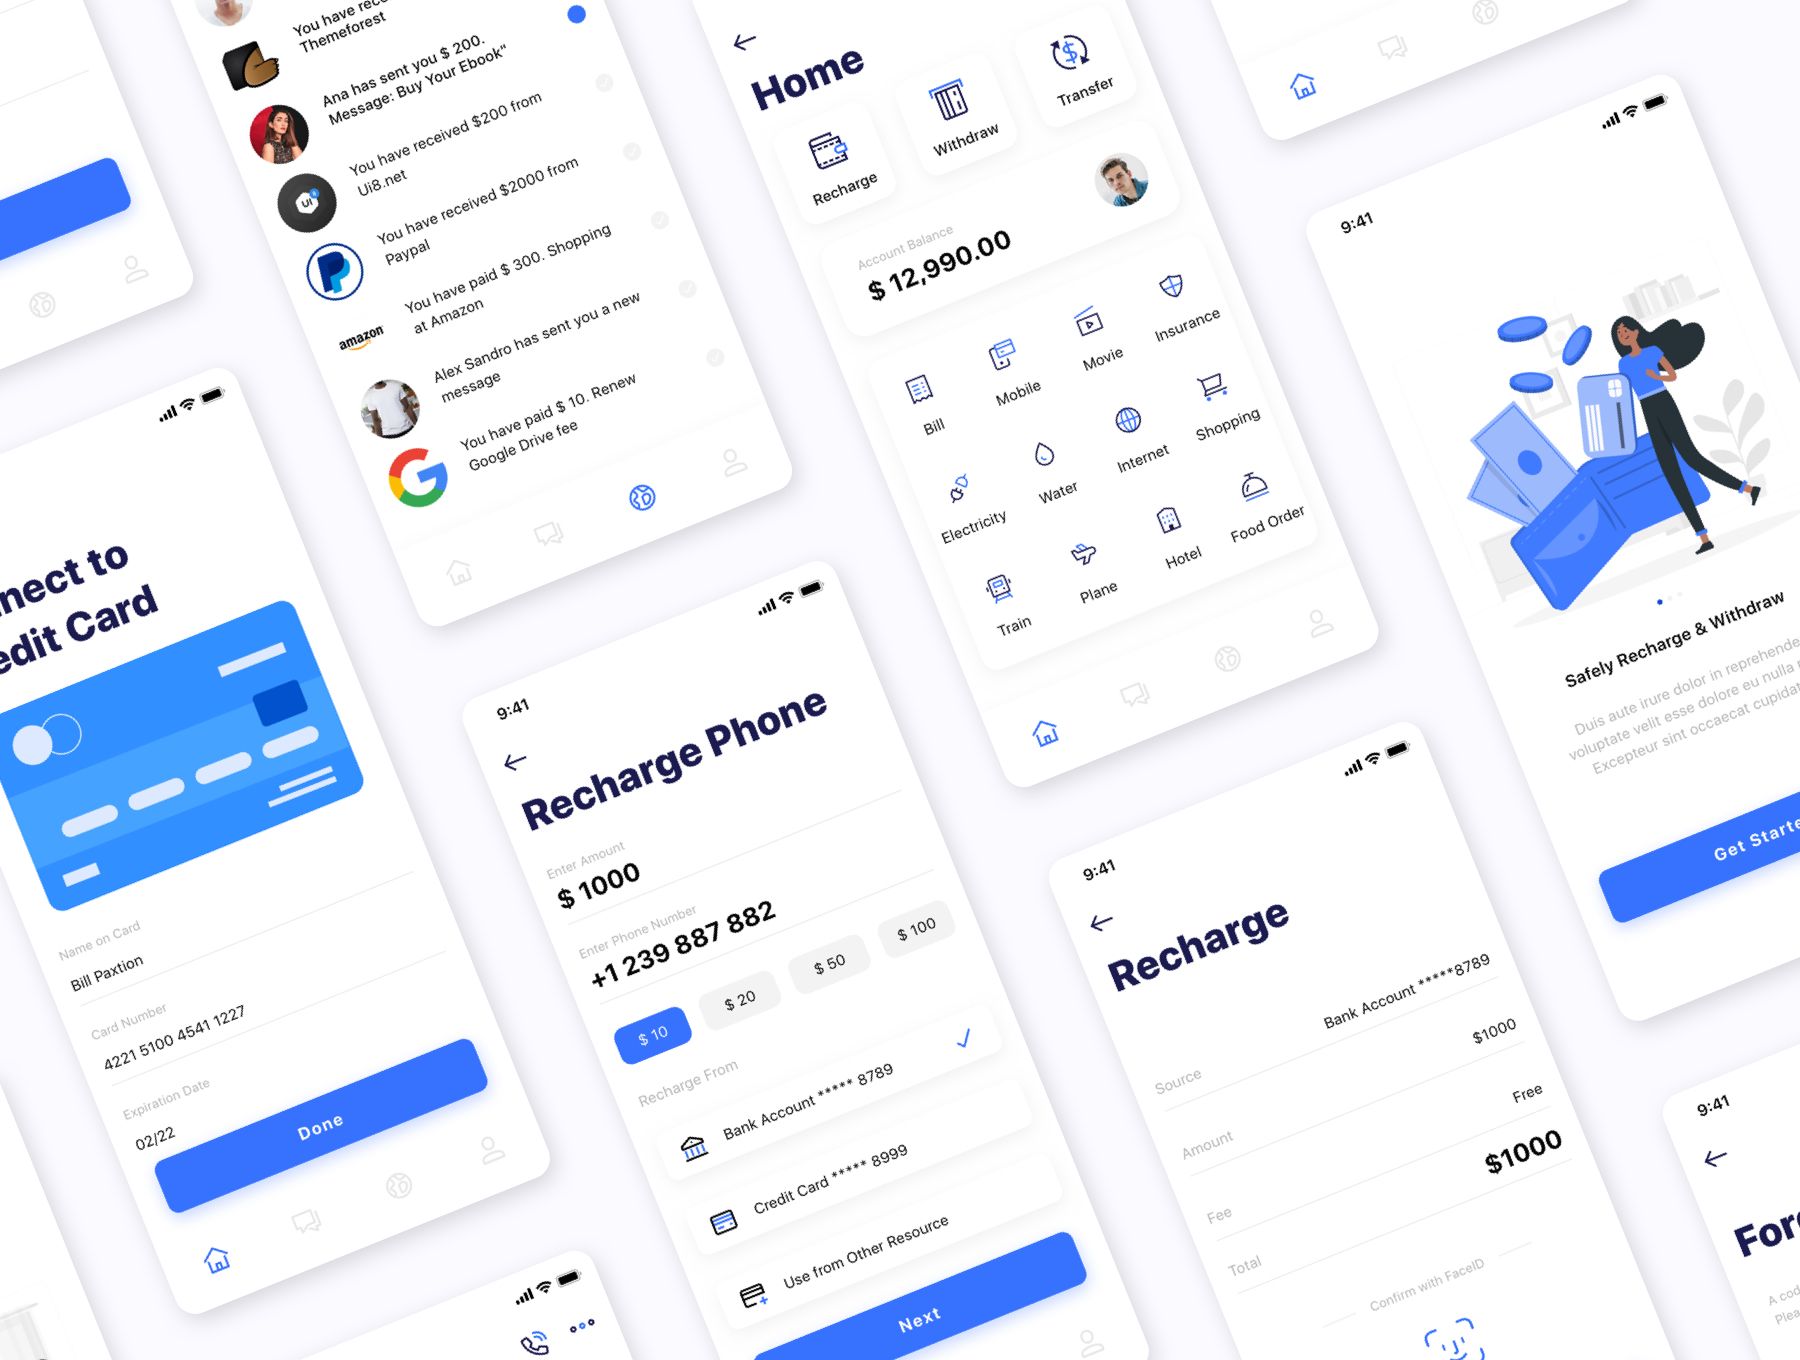 You have rece
Themeforest
Ana has sent you $ 200.
Message: Buy Your Ebook"
You have received $200 from
Ui8.net
UI
8
You have received $2000 from
Paypal
You have paid $ 300. Shopping
at Amazon
amazon
Alex Sandro has sent you a new
message
You have paid $ 10. Renew
Google Drive fee
Home
Recharge
Withdraw
Transfer
Account Balance
$ 12,990.00
Bill
Mobile
Movie
Insurance
Electricity
Water
Internet
Shopping
Train
Plane
Hotel
Food Order
9:41
Safely Recharge & Withdraw
Duis aute irure dolor in reprehende
voluptate velit esse dolore eu nulla
Excepteur sint occaecat cupidat
Get Starte
nect to
edit Card
Name on Card
Bill Paxtion
Card Number
4221 5100 4541 1227
Expiration Date
02/22
Done
9:41
Recharge Phone
Enter Amount
$ 1000
Enter Phone Number
+1 239 887 882
$ 10
$ 20
$ 50
$ 100
Recharge From
Bank Account ***** 8789
Credit Card ***** 8999
Use from Other Resource
Next
9:41
Recharge
Source
Bank Account *****8789
Amount
$1000
Fee
Free
Total
$1000
Confirm with FaceID
9:41
Forg
A cod
Plea